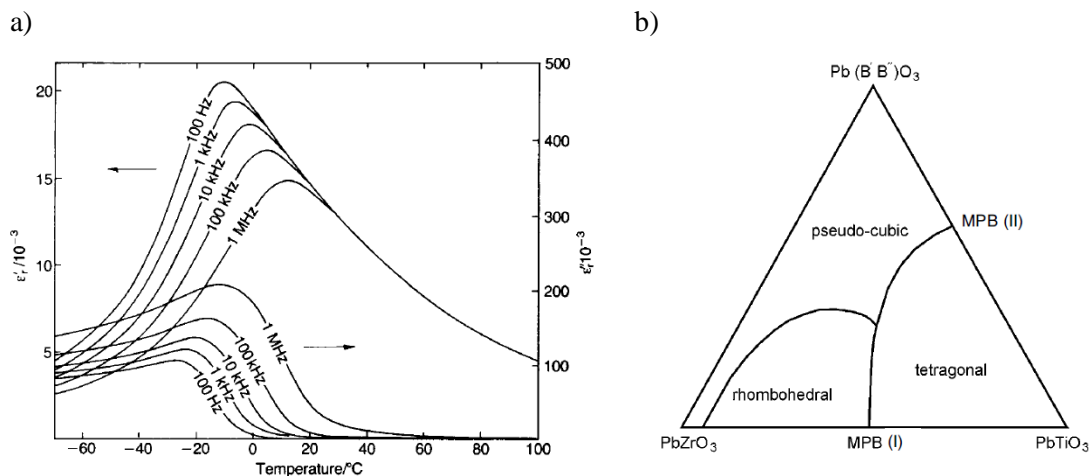 a)
b)
20
15
10
5
ε′ᵣ /10⁻³
100 Hz
1 kHz
10 kHz
100 kHz
1 MHz
1 MHz
100 kHz
10 kHz
1 kHz
100 Hz
500
400
300
200
100
0
ε″ᵣ10⁻³
−60
−40
−20
0
20
40
60
80
100
Temperature/°C
Pb (B′ B″)O₃
MPB (II)
pseudo-cubic
tetragonal
rhombohedral
PbZrO₃
MPB (I)
PbTiO₃